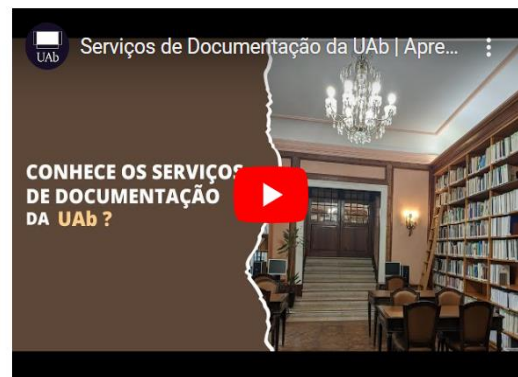 UAb
Serviços de Documentação da UAb | Apre...
CONHECE OS SERVIÇOS
DE DOCUMENTAÇÃO
DA UAb ?